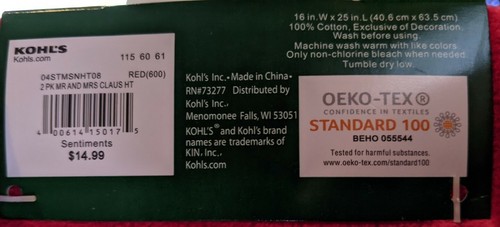 KOHL'S
Kohls.com
115 60 61
04STMSNHT08
RED(600)
2 PK MR AND MRS CLAUS HT
4 00614 15017 5
Sentiments
$14.99
Kohl's Inc.•Made in China•
RN#73277 Distributed by
Kohl's Inc.
Menomonee Falls, WI 53051
KOHL'S® and Kohl's brand
names are trademarks of
KIN, Inc.
Kohls.com
16 in.W x 25 in.L (40.6 cm x 63.5 cm)
100% Cotton, Exclusive of Decoration
Wash before using.
Machine wash warm with like colors.
Only non-chlorine bleach when needed.
Tumble dry low.
OEKO-TEX®
CONFIDENCE IN TEXTILES
STANDARD 100
BEHO 055544
Tested for harmful substances.
www.oeko-tex.com/standard100